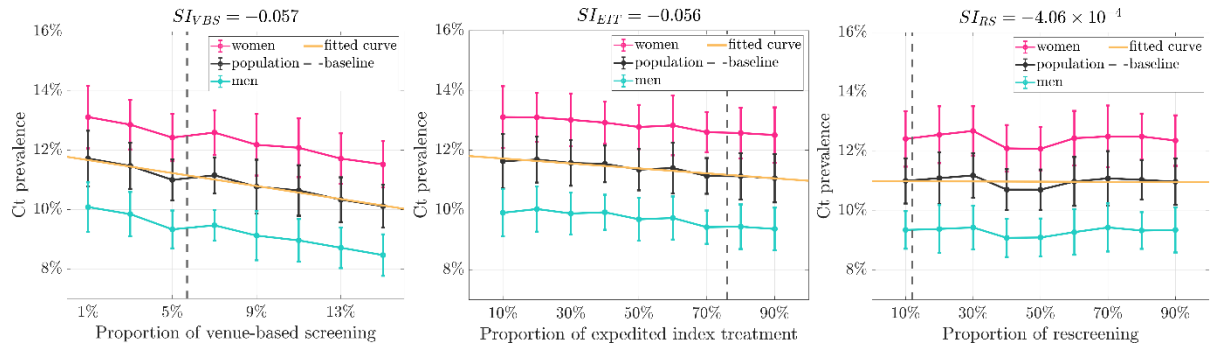 SI_VBS = −0.057
women
fitted curve
population
baseline
men
16%
14%
12%
10%
8%
Ct prevalence
1%
5%
9%
13%
Proportion of venue-based screening
SI_EIT = −0.056
women
fitted curve
population
baseline
men
16%
14%
12%
10%
8%
Ct prevalence
10%
30%
50%
70%
90%
Proportion of expedited index treatment
SI_RS = −4.06 × 10⁻⁴
women
fitted curve
population
baseline
men
16%
14%
12%
10%
8%
Ct prevalence
10%
30%
50%
70%
90%
Proportion of rescreening